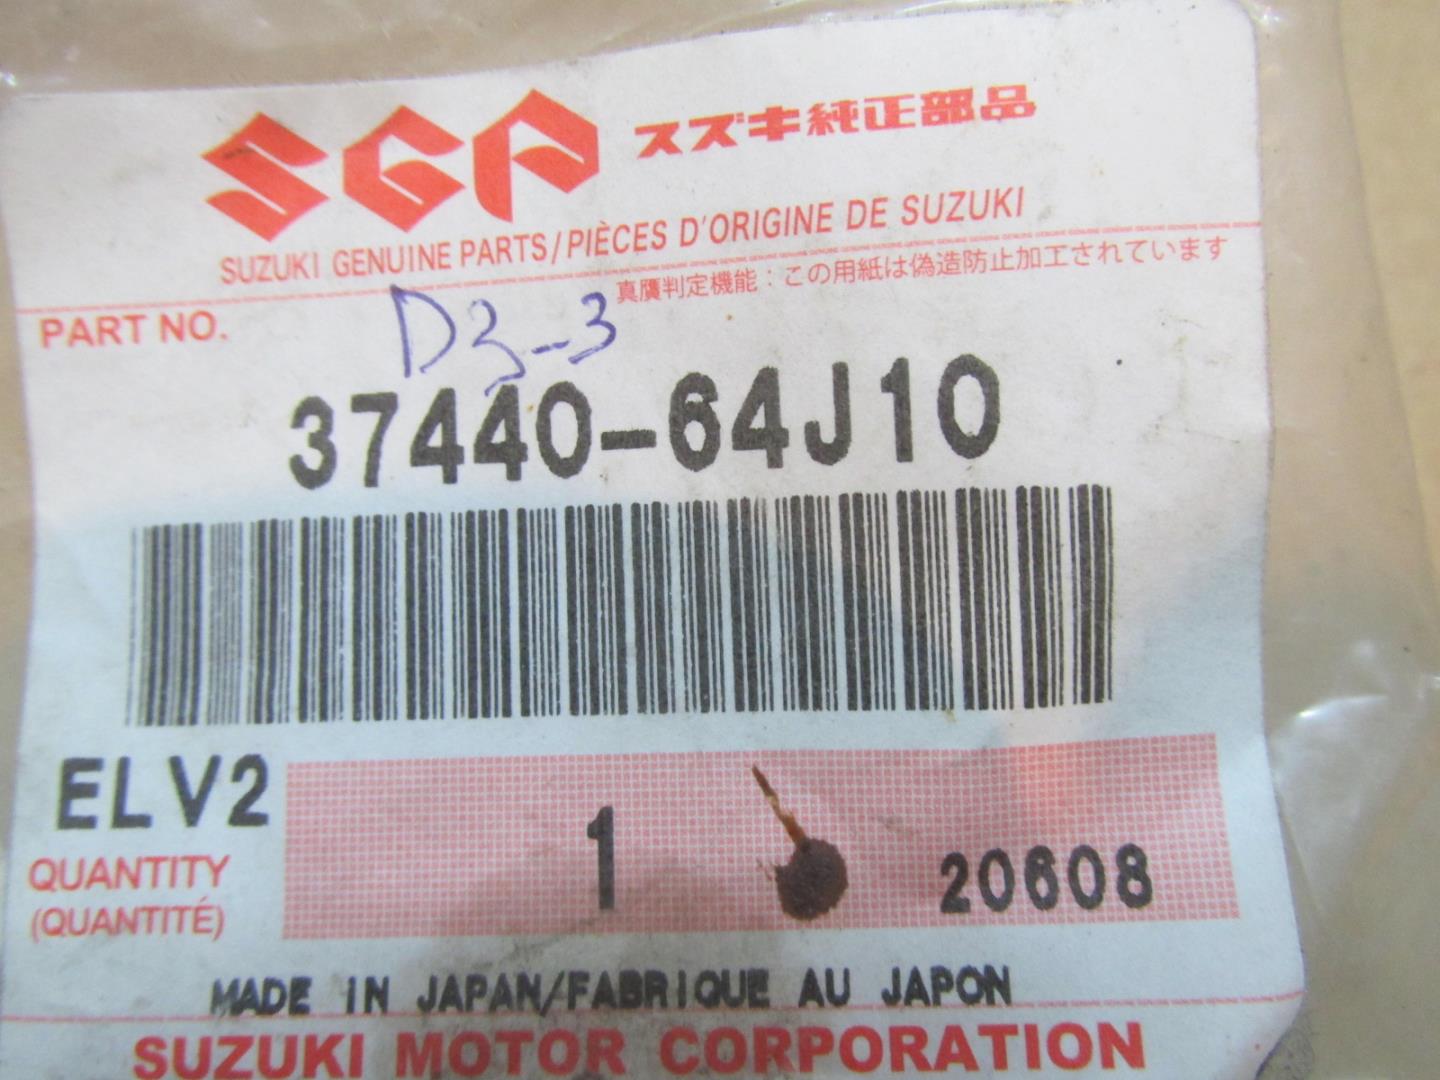 SGP スズキ純正部品
SUZUKI GENUINE PARTS/PIÈCES D'ORIGINE DE SUZUKI
真贋判定機能：この用紙は偽造防止加工されています
PART NO.
D3-3
37440-64J10
ELV2
QUANTITY
(QUANTITÉ)
1
20608
MADE IN JAPAN/FABRIQUE AU JAPON
SUZUKI MOTOR CORPORATION